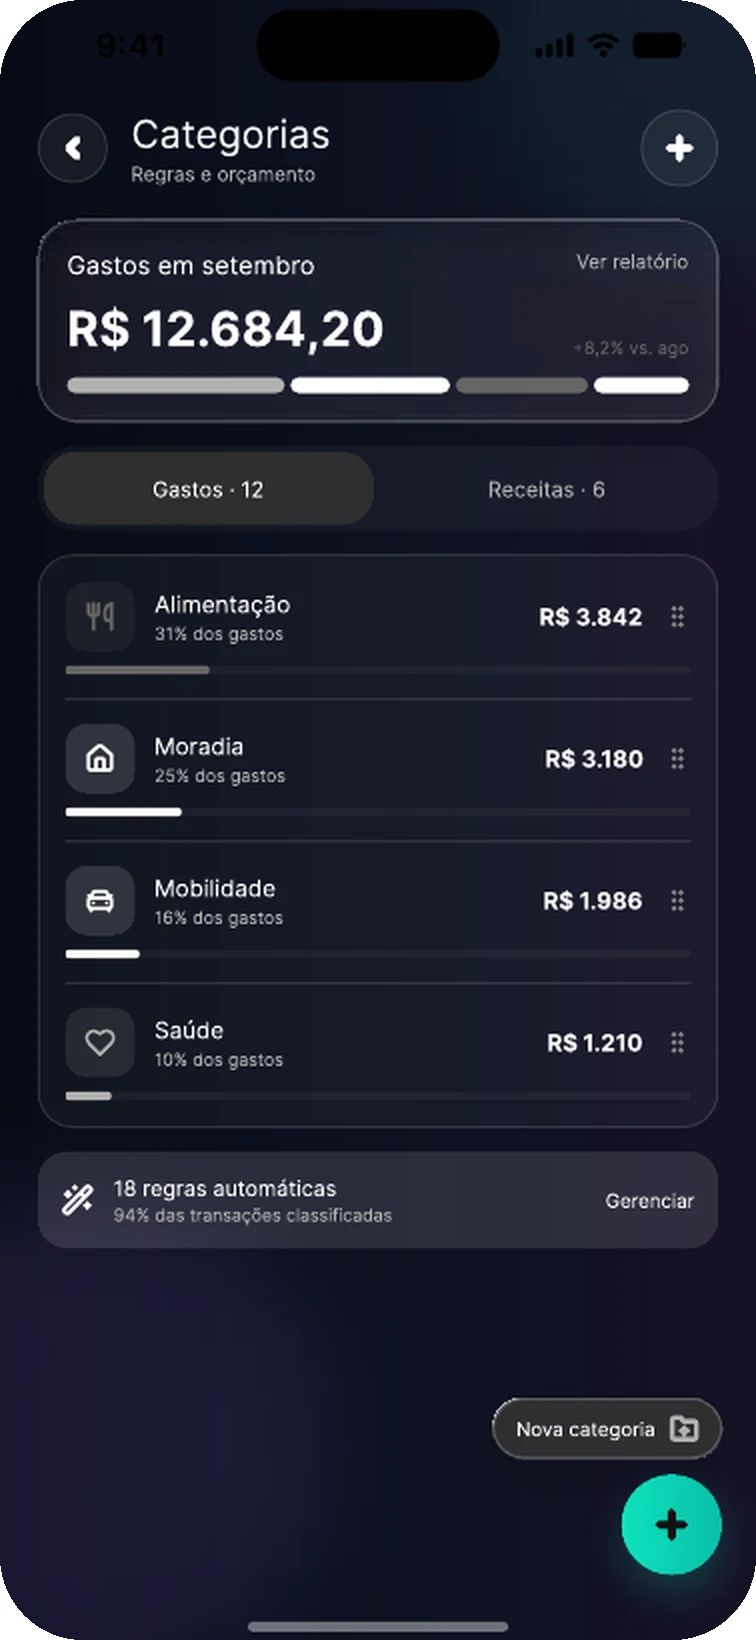 9:41
Categorias
Regras e orçamento
Gastos em setembro
Ver relatório
R$ 12.684,20
+8,2% vs. ago
Gastos · 12
Receitas · 6
Alimentação
31% dos gastos
R$ 3.842
Moradia
25% dos gastos
R$ 3.180
Mobilidade
16% dos gastos
R$ 1.986
Saúde
10% dos gastos
R$ 1.210
18 regras automáticas
94% das transações classificadas
Gerenciar
Nova categoria